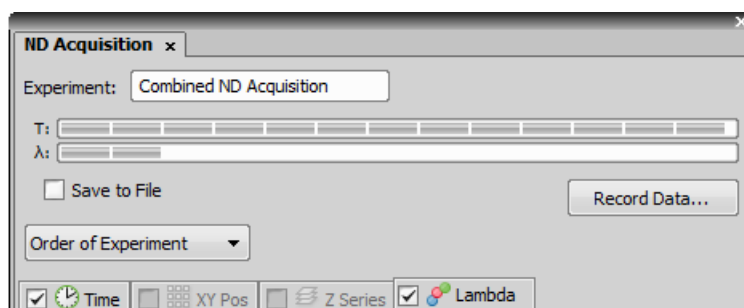 ND Acquisition x
Experiment: Combined ND Acquisition
T:
λ:
Save to File
Record Data...
Order of Experiment
Time XY Pos Z Series Lambda